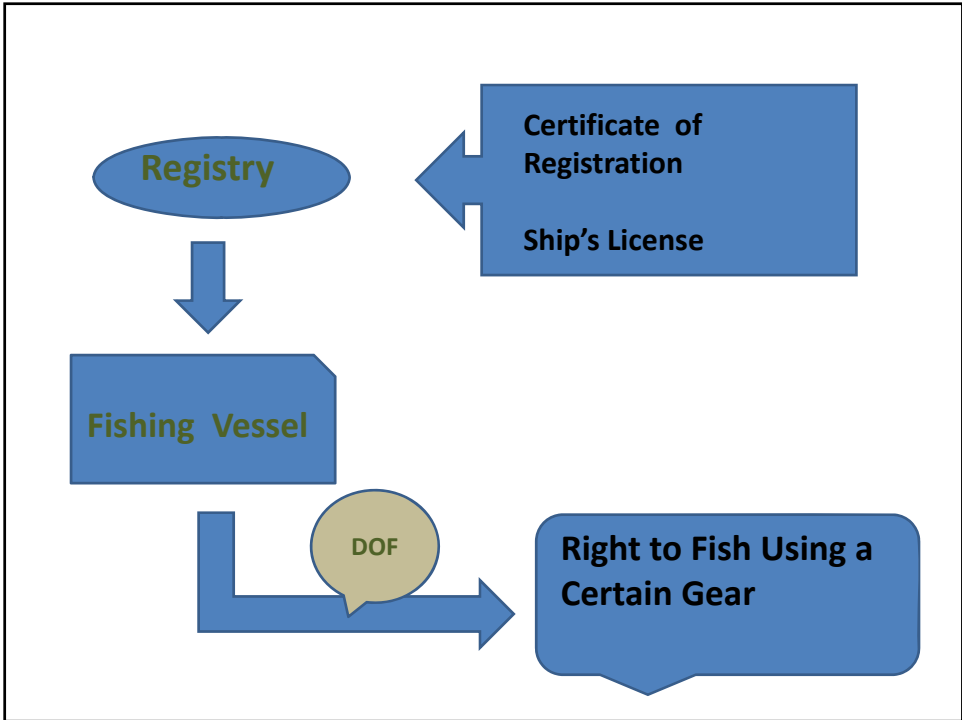 Registry
Certificate of
Registration
Ship's License
Fishing Vessel
DOF
Right to Fish Using a
Certain Gear